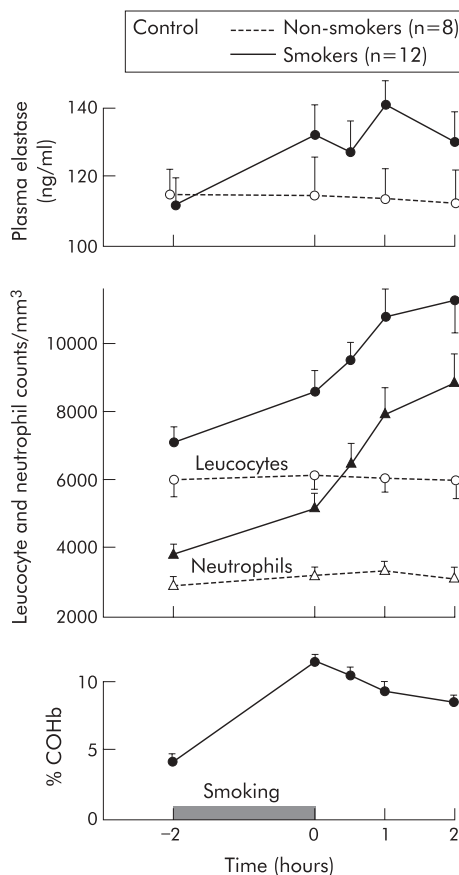 Control
Non-smokers (n=8)
Smokers (n=12)
Plasma elastase
(ng/ml)
140
120
100
Leucocyte and neutrophil counts/mm³
10000
8000
6000
4000
2000
Leucocytes
Neutrophils
% COHb
10
5
0
Smoking
−2 0 1 2
Time (hours)